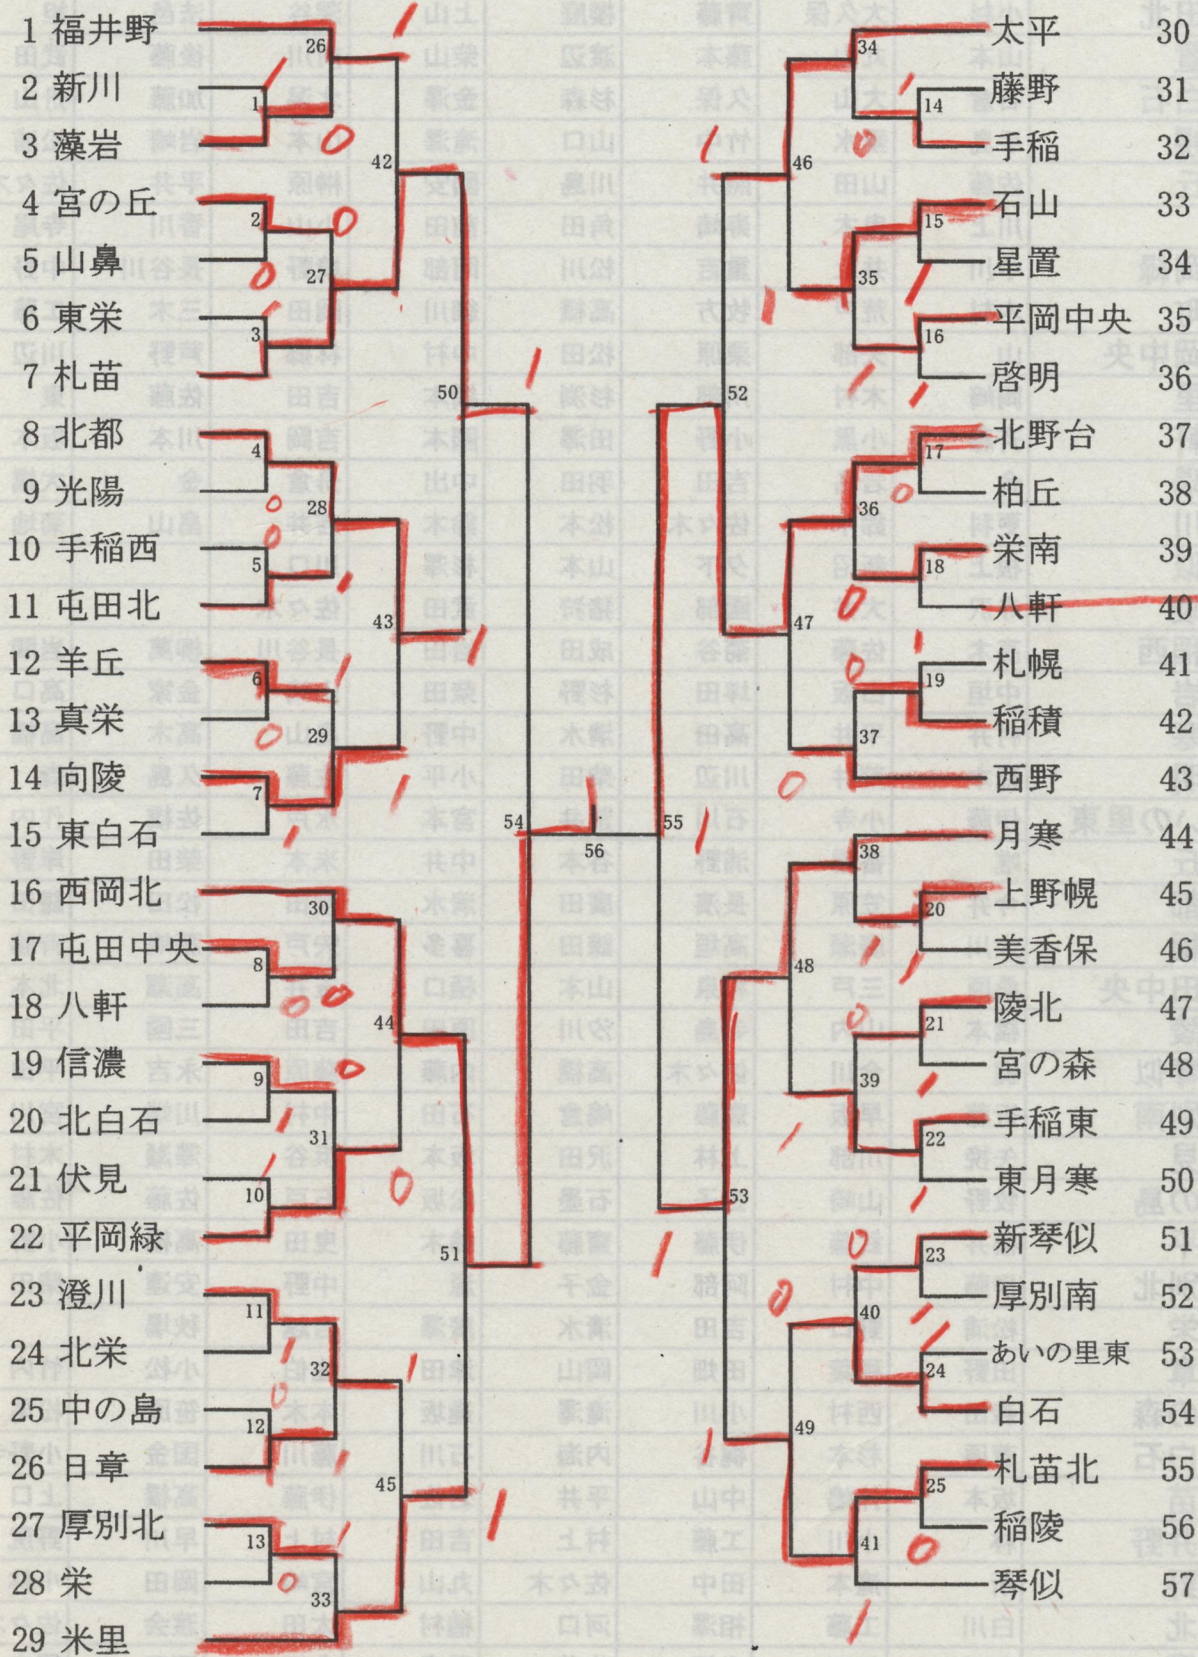 1 福井野
2 新川
3 藻岩
4 宮の丘
5 山鼻
6 東栄
7 札苗
8 北都
9 光陽
10 手稲西
11 屯田北
12 羊丘
13 真栄
14 向陵
15 東白石
16 西岡北
17 屯田中央
18 八軒
19 信濃
20 北白石
21 伏見
22 平岡緑
23 澄川
24 北栄
25 中の島
26 日章
27 厚別北
28 栄
29 米里
26
1
42
2
27
3
50
4
28
5
43
6
29
7
54
56
55
30
8
44
9
31
10
51
11
32
12
45
13
33
34
14
46
15
35
16
52
17
36
18
47
19
37
38
20
48
21
39
22
53
23
40
24
49
25
41
太平 30
藤野 31
手稲 32
石山 33
星置 34
平岡中央 35
啓明 36
北野台 37
柏丘 38
栄南 39
八軒 40
札幌 41
稲積 42
西野 43
月寒 44
上野幌 45
美香保 46
陵北 47
宮の森 48
手稲東 49
東月寒 50
新琴似 51
厚別南 52
あいの里東 53
白石 54
札苗北 55
稲陵 56
琴似 57